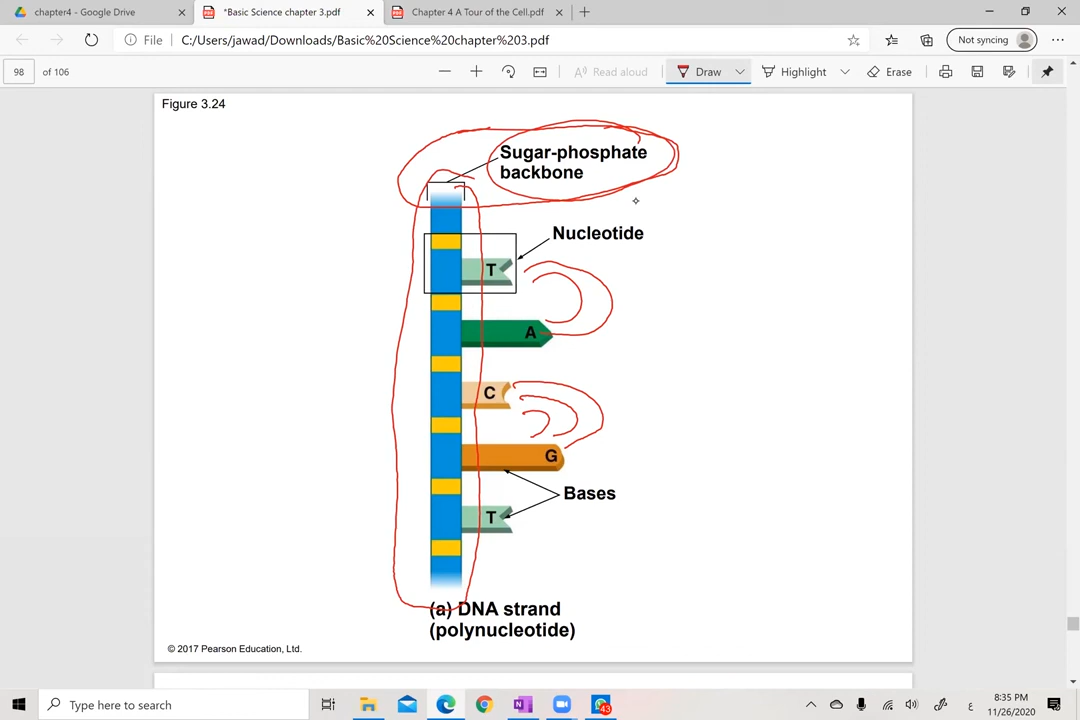 chapter4 - Google Drive
*Basic Science chapter 3.pdf
Chapter 4 A Tour of the Cell.pdf
File
C:/Users/jawad/Downloads/Basic%20Science%20chapter%203.pdf
Not syncing
98 of 106
Read aloud
Draw
Highlight
Erase
Figure 3.24
Sugar-phosphate
backbone
Nucleotide
T
A
C
G
Bases
T
(a) DNA strand
(polynucleotide)
© 2017 Pearson Education, Ltd.
Type here to search
N
43
ع
8:35 PM
11/26/2020